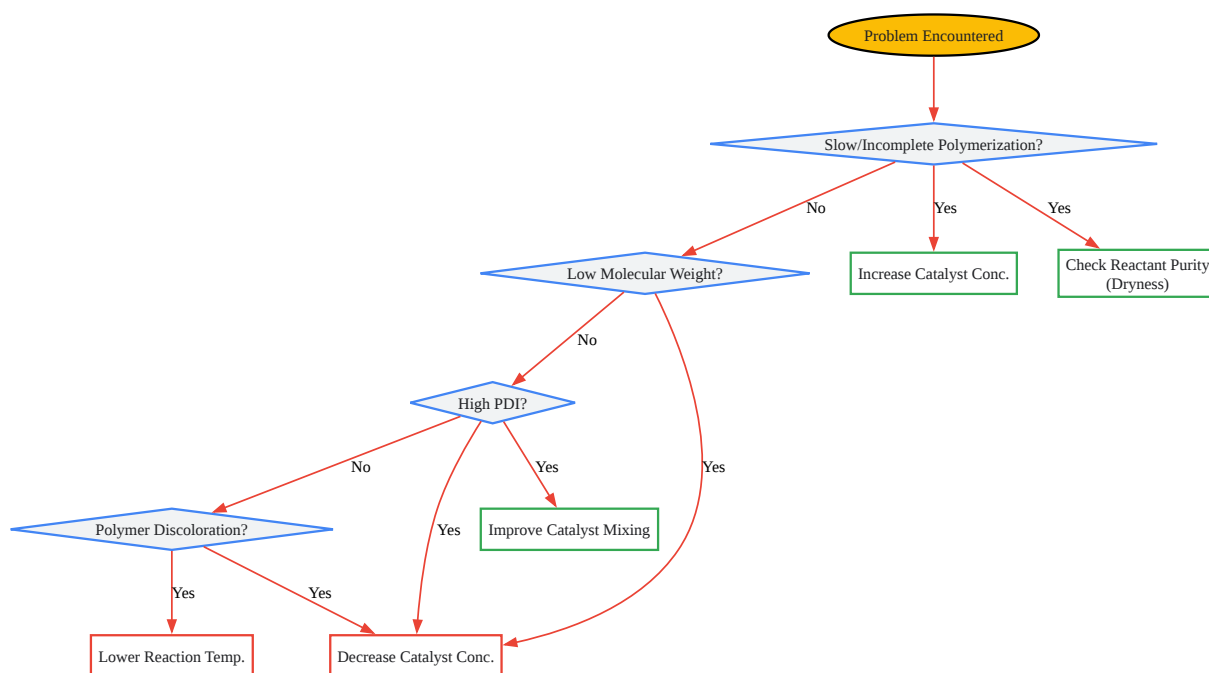 Problem Encountered
Slow/Incomplete Polymerization?
No
Yes
Yes
Low Molecular Weight?
Increase Catalyst Conc.
Check Reactant Purity
(Dryness)
No
High PDI?
No
Yes
Yes
Yes
Polymer Discoloration?
Improve Catalyst Mixing
Yes
Yes
Lower Reaction Temp.
Decrease Catalyst Conc.